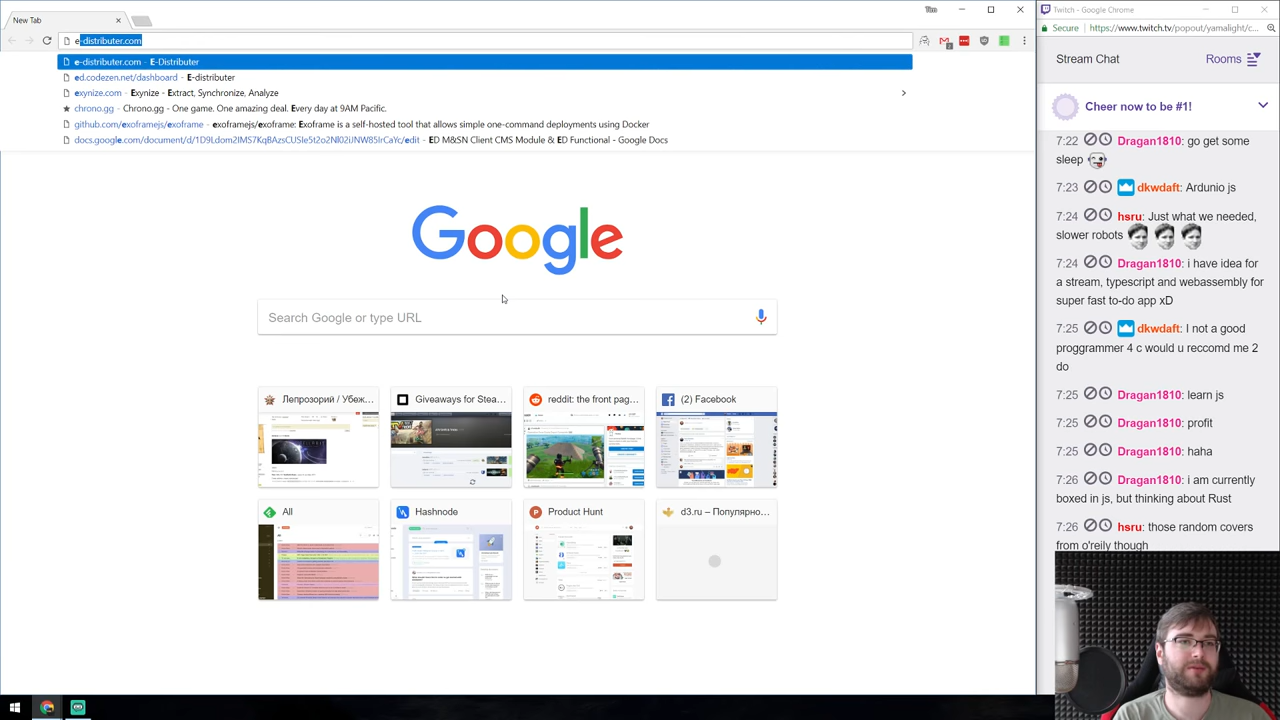 New Tab
Tim
e-distributer.com
e-distributer.com - E-Distributer
ed.codezen.net/dashboard - E-distributer
exynize.com - Exynize - Extract, Synchronize, Analyze
chrono.gg - Chrono.gg - One game. One amazing deal. Every day at 9AM Pacific.
github.com/exoframejs/exoframe - exoframejs/exoframe: Exoframe is a self-hosted tool that allows simple one-command deployments using Docker
- ED M&SN Client CMS Module & ED Functional - Google Docs
Google
Search Google or type URL
Лепрозорий / Убеж...
Giveaways for Stea...
reddit: the front pag...
(2) Facebook
All
Hashnode
Product Hunt
d3.ru – Популярно...
Twitch - Google Chrome
Secure
https://www.twitch.tv/popout/yamalight/c...
Stream Chat
Rooms
Cheer now to be #1!
7:22 Dragan1810: go get some
sleep
7:23 dkwdaft: Ardunio js
7:24 hsru: Just what we needed,
slower robots
7:24 Dragan1810: i have idea for
a stream, typescript and webassembly for
super fast to-do app xD
7:25 dkwdaft: I not a good
proggrammer 4 c would u reccomd me 2
do
7:25 Dragan1810: learn js
7:25 Dragan1810: profit
7:25 Dragan1810: haha
7:26 Dragan1810: i am currently
boxed in js, but thinking about Rust
7:26 hsru: those random covers
from o'reily though